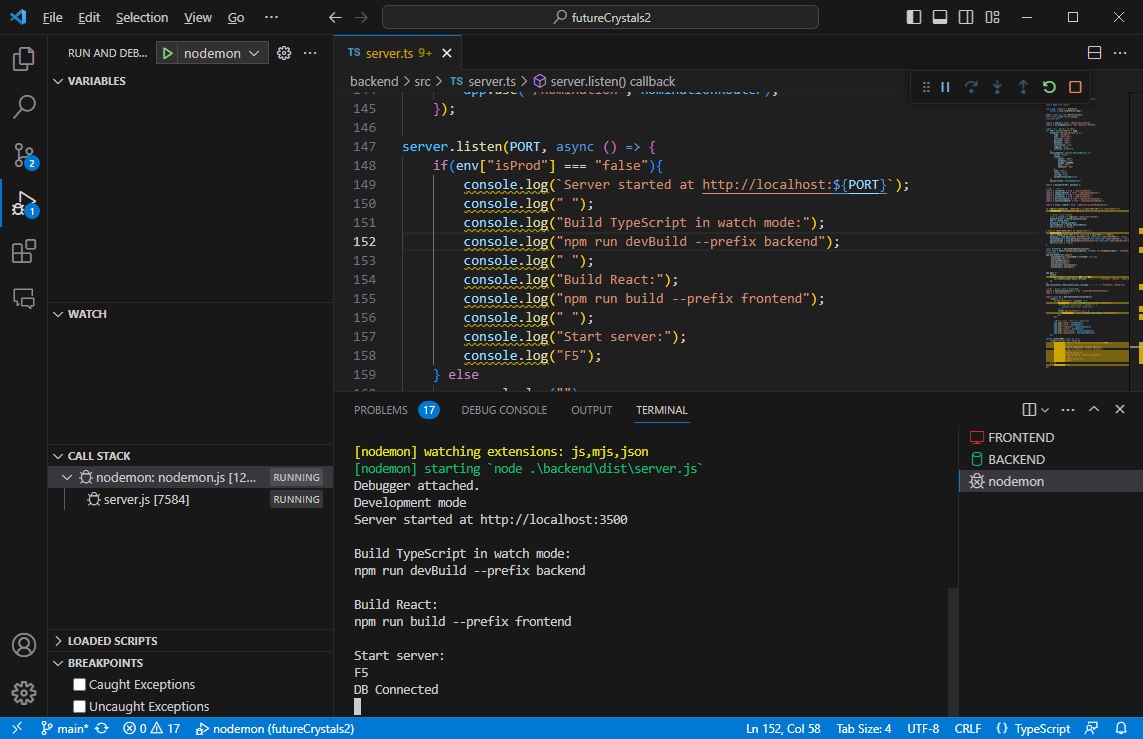 File Edit Selection View Go ··· futureCrystals2
RUN AND DEB... nodemon ···
VARIABLES
WATCH
CALL STACK
nodemon: nodemon.js [12... RUNNING
server.js [7584] RUNNING
LOADED SCRIPTS
BREAKPOINTS
Caught Exceptions
Uncaught Exceptions
2
1
TS server.ts 9+
backend > src > TS server.ts > server.listen() callback
145 });
146
147 server.listen(PORT, async () => {
148 if(env["isProd"] === "false"){
149 console.log(`Server started at http://localhost:${PORT}`);
150 console.log(" ");
151 console.log("Build TypeScript in watch mode:");
152 console.log("npm run devBuild --prefix backend");
153 console.log(" ");
154 console.log("Build React:");
155 console.log("npm run build --prefix frontend");
156 console.log(" ");
157 console.log("Start server:");
158 console.log("F5");
159 } else
PROBLEMS 17 DEBUG CONSOLE OUTPUT TERMINAL
[nodemon] watching extensions: js,mjs,json
[nodemon] starting `node .\backend\dist\server.js`
Debugger attached.
Development mode
Server started at http://localhost:3500
Build TypeScript in watch mode:
npm run devBuild --prefix backend
Build React:
npm run build --prefix frontend
Start server:
F5
DB Connected
FRONTEND
BACKEND
nodemon
main* 0 17 nodemon (futureCrystals2) Ln 152, Col 58 Tab Size: 4 UTF-8 CRLF {} TypeScript